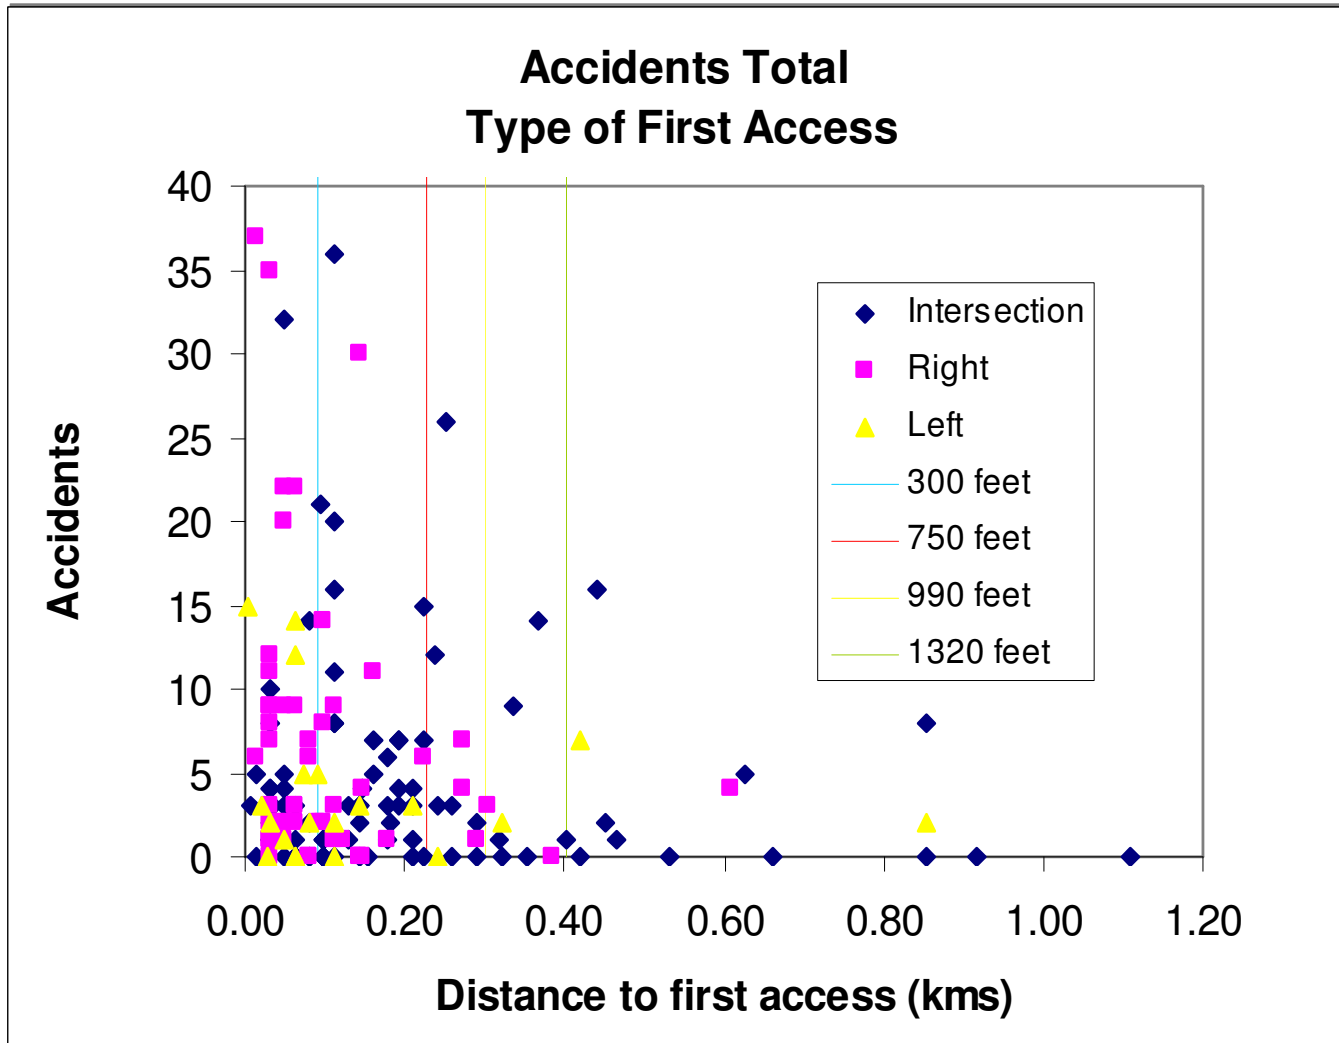 Accidents Total
Type of First Access
40
35
30
25
20
15
10
5
0
Accidents
Intersection
Right
Left
300 feet
750 feet
990 feet
1320 feet
0.00 0.20 0.40 0.60 0.80 1.00 1.20
Distance to first access (kms)